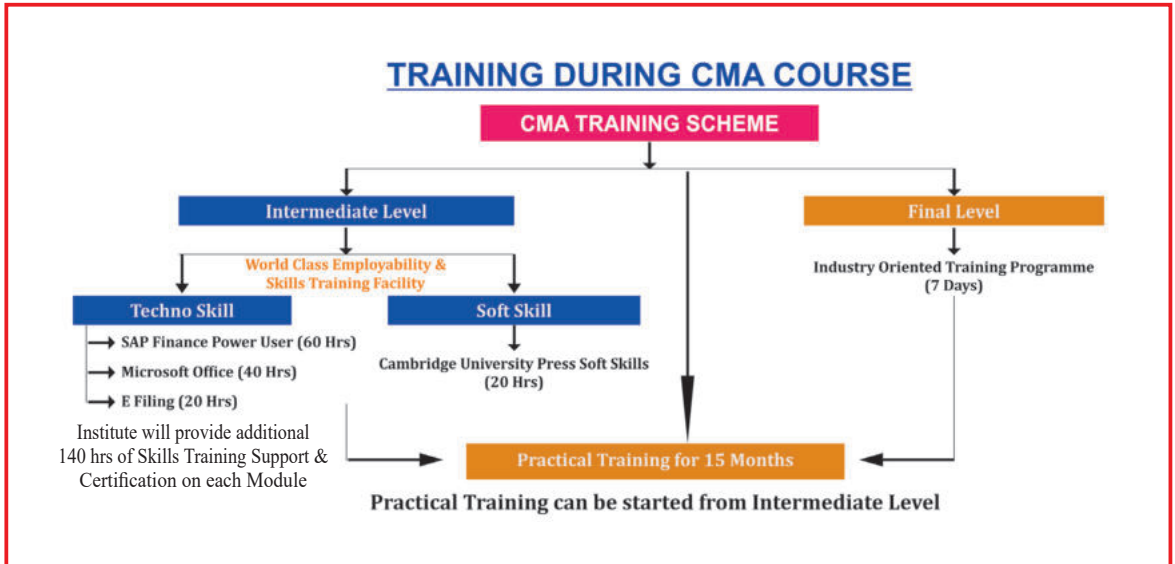 TRAINING DURING CMA COURSE
CMA TRAINING SCHEME
Intermediate Level
Final Level
World Class Employability &
Skills Training Facility
Industry Oriented Training Programme
(7 Days)
Techno Skill
Soft Skill
SAP Finance Power User (60 Hrs)
Microsoft Office (40 Hrs)
E Filing (20 Hrs)
Cambridge University Press Soft Skills
(20 Hrs)
Institute will provide additional
140 hrs of Skills Training Support &
Certification on each Module
Practical Training for 15 Months
Practical Training can be started from Intermediate Level